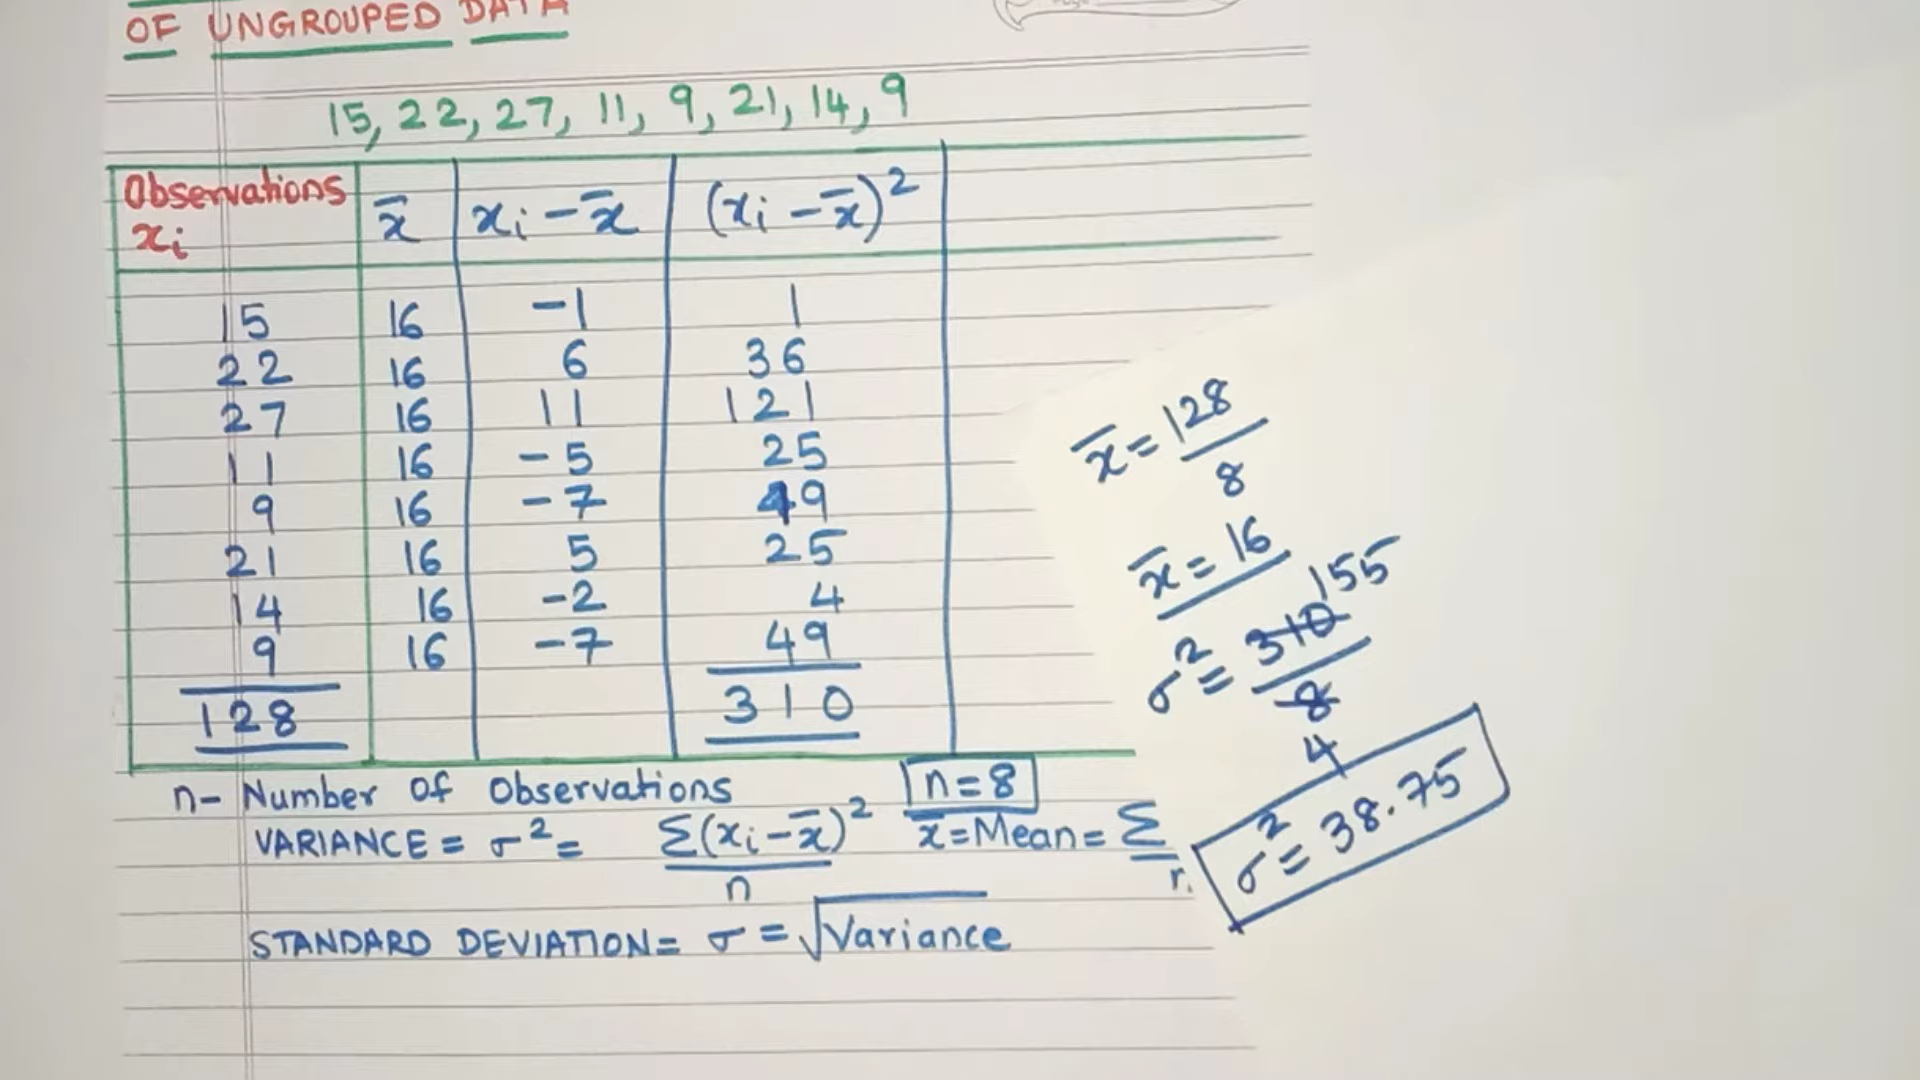 OF UNGROUPED DATA
15, 22, 27, 11, 9, 21, 14, 9
Observations xᵢ | x̄ | xᵢ − x̄ | (xᵢ − x̄)²
15 16 −1 1
22 16 6 36
27 16 11 121
11 16 −5 25
9 16 −7 49
21 16 5 25
14 16 −2 4
9 16 −7 49
128 310
n- Number of Observations n=8
VARIANCE = σ² = Σ(xᵢ−x̄)² / n x̄=Mean= Σ
STANDARD DEVIATION= σ = √Variance
x̄ = 128/8
x̄ = 16
σ² = 310/8 155 4
σ² = 38.75